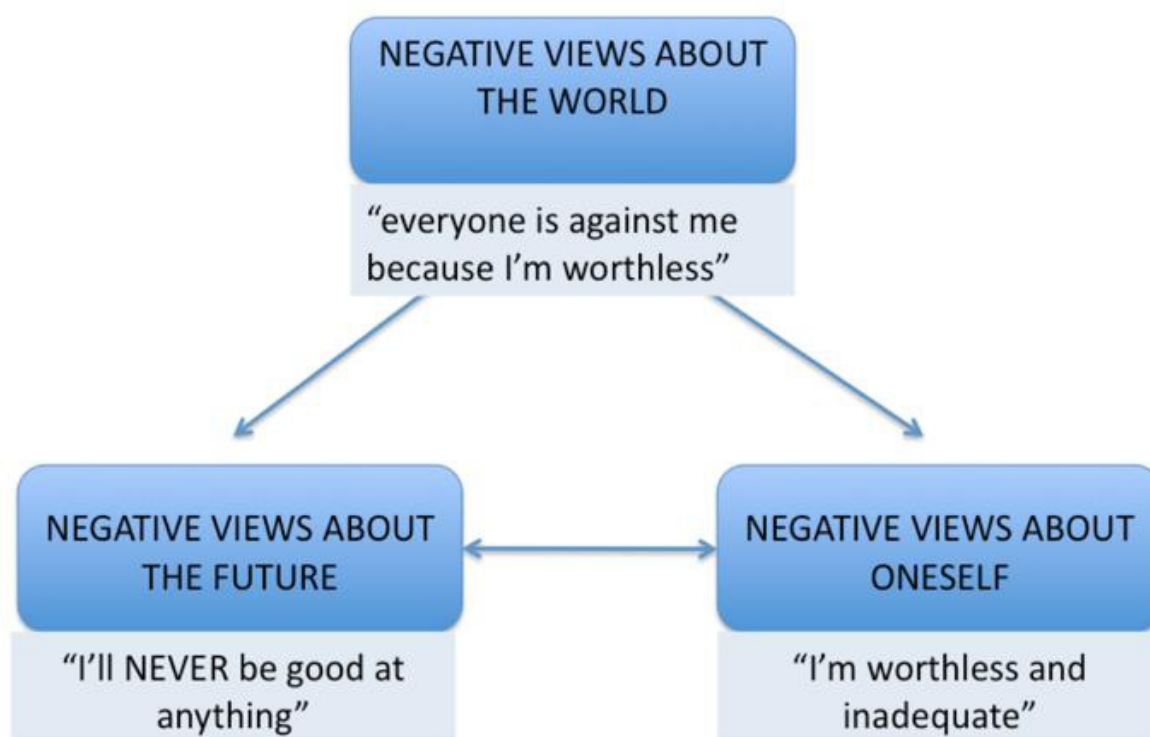 NEGATIVE VIEWS ABOUT
THE WORLD
“everyone is against me
because I’m worthless”
NEGATIVE VIEWS ABOUT
THE FUTURE
“I’ll NEVER be good at
anything”
NEGATIVE VIEWS ABOUT
ONESELF
“I’m worthless and
inadequate”